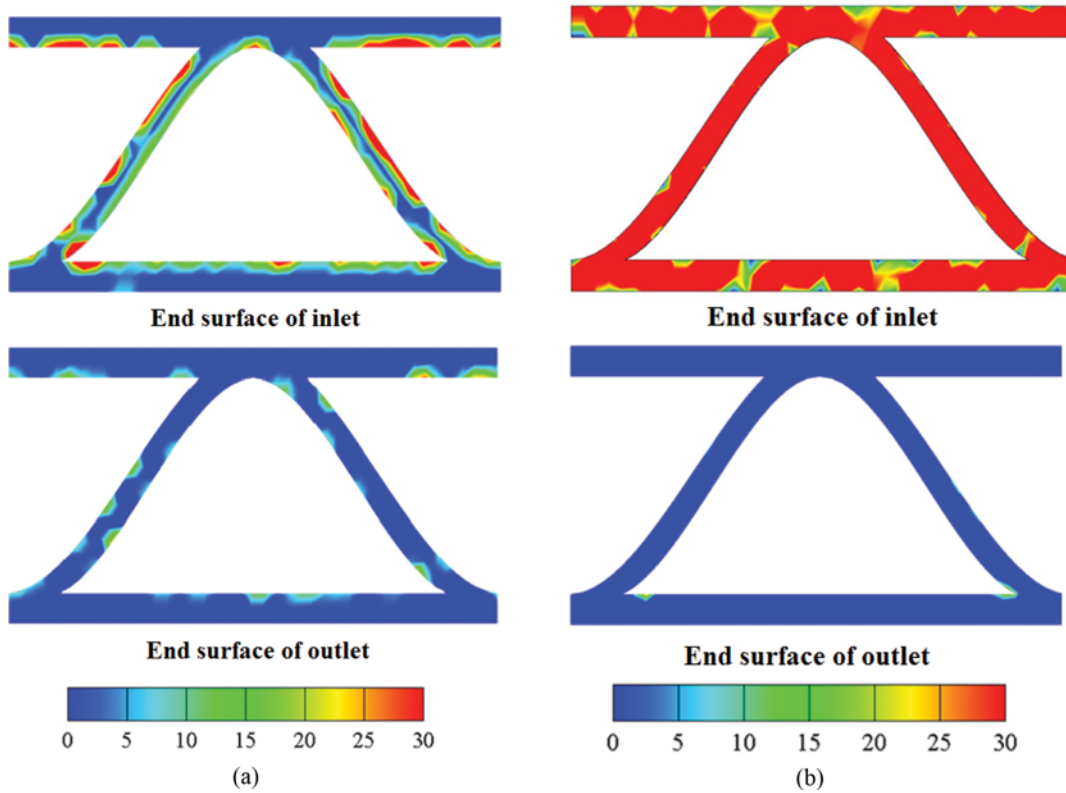 End surface of inlet
End surface of outlet
0 5 10 15 20 25 30
(a)
End surface of inlet
End surface of outlet
0 5 10 15 20 25 30
(b)